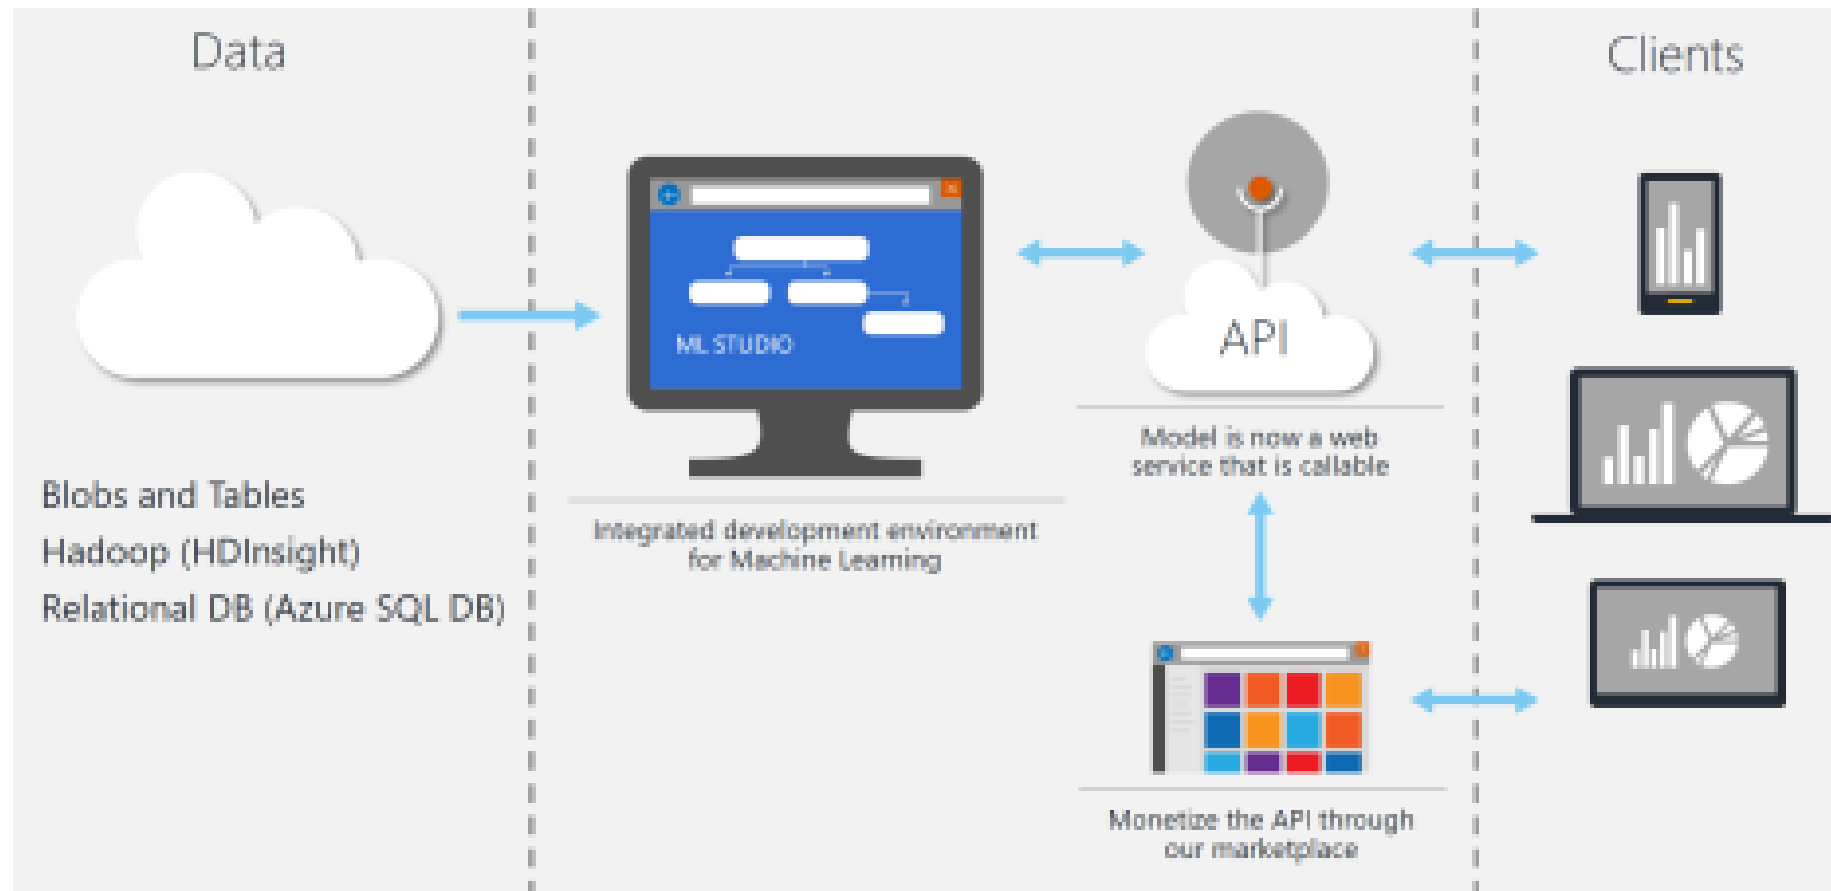 Data
Clients
ML STUDIO
API
Model is now a web
service that is callable
Blobs and Tables
Hadoop (HDInsight)
Relational DB (Azure SQL DB)
Integrated development environment
for Machine Learning
Monetize the API through
our marketplace